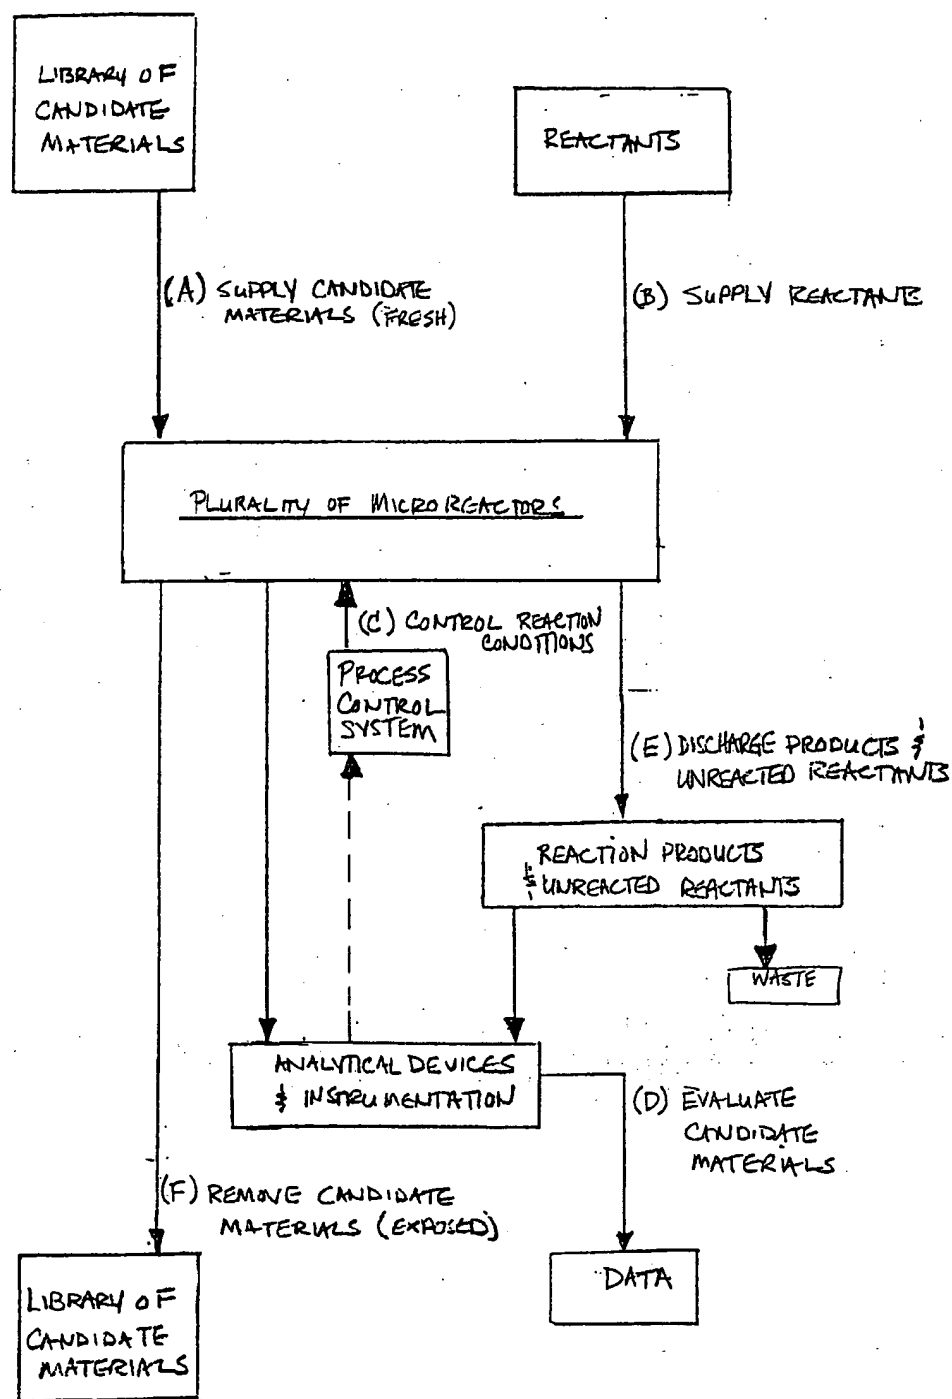 LIBRARY OF
CANDIDATE
MATERIALS
REACTANTS
(A) SUPPLY CANDIDATE
MATERIALS (FRESH)
(B) SUPPLY REACTANTS
PLURALITY OF MICROREACTORS
(C) CONTROL REACTION
CONDITIONS
PROCESS
CONTROL
SYSTEM
(E) DISCHARGE PRODUCTS &
UNREACTED REACTANTS
REACTION PRODUCTS
& UNREACTED REACTANTS
WASTE
ANALYTICAL DEVICES
& INSTRUMENTATION
(D) EVALUATE
CANDIDATE
MATERIALS
(F) REMOVE CANDIDATE
MATERIALS (EXPOSED)
DATA
LIBRARY OF
CANDIDATE
MATERIALS